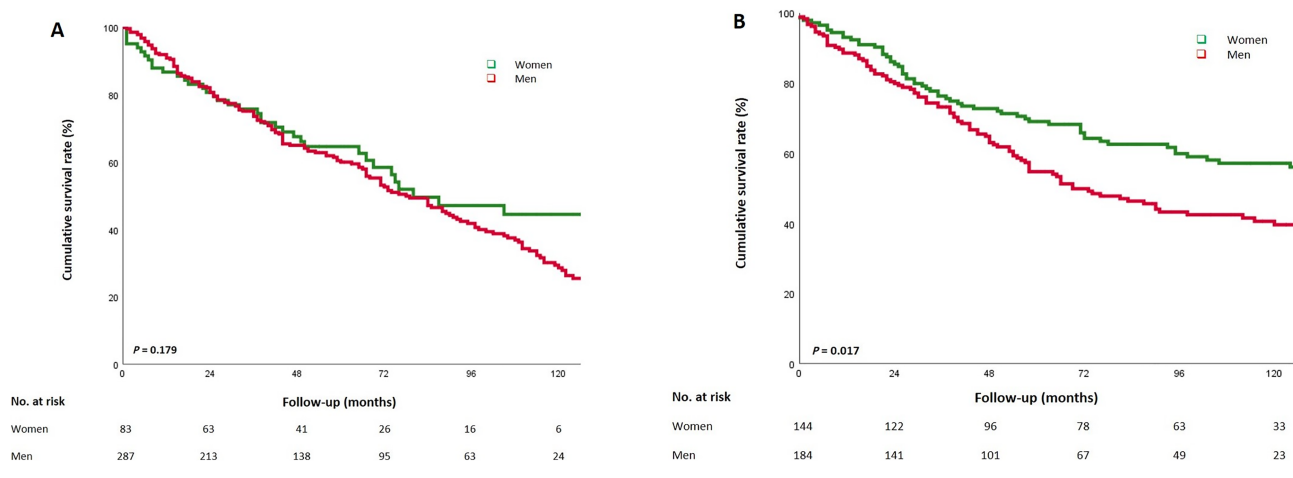 A
Cumulative survival rate (%)
100
80
60
40
20
0
Women
Men
P = 0.179
0 24 48 72 96 120
Follow-up (months)
No. at risk
Women 83 63 41 26 16 6
Men 287 213 138 95 63 24
B
Cumulative survival rate (%)
100
80
60
40
20
0
Women
Men
P = 0.017
0 24 48 72 96 120
Follow-up (months)
No. at risk
Women 144 122 96 78 63 33
Men 184 141 101 67 49 23